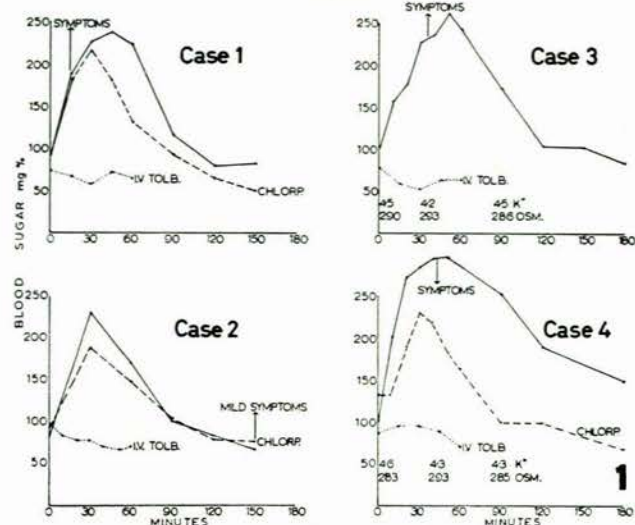 SYMPTOMS
Case 1
250
200
150
100
50
I.V. TOLB.
CHLORP.
0 30 60 90 120 150 180
SUGAR mg %
SYMPTOMS
Case 3
250
200
150
100
50
I.V. TOLB.
45 42 45 K+
290 293 286 OSM.
0 30 60 90 120 150 180
Case 2
250
200
150
100
50
MILD SYMPTOMS
CHLORP.
I.V. TOLB.
0 30 60 90 120 150 180
MINUTES
BLOOD
SYMPTOMS
Case 4
250
200
150
100
50
CHLORP.
I.V. TOLB.
46 43 43 K+
283 293 285 OSM.
0 30 60 90 120 150 180
MINUTES
1